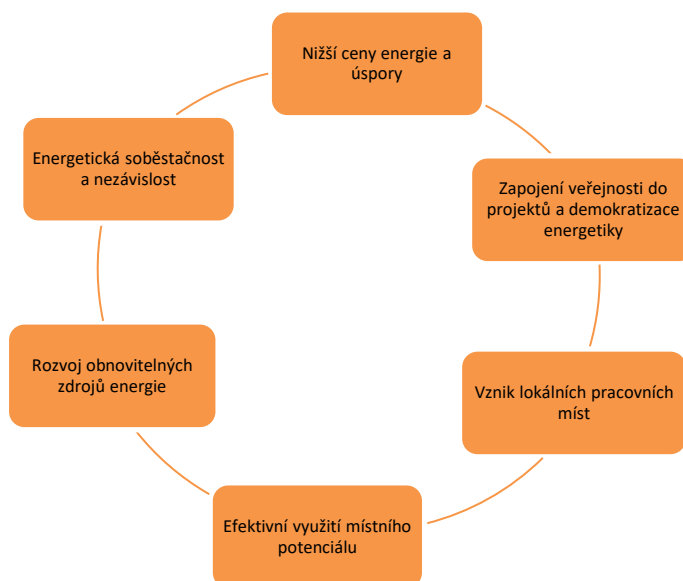 Nižší ceny energie a
úspory
Zapojení veřejnosti do
projektů a demokratizace
energetiky
Vznik lokálních pracovních
míst
Efektivní využití místního
potenciálu
Rozvoj obnovitelných
zdrojů energie
Energetická soběstačnost
a nezávislost